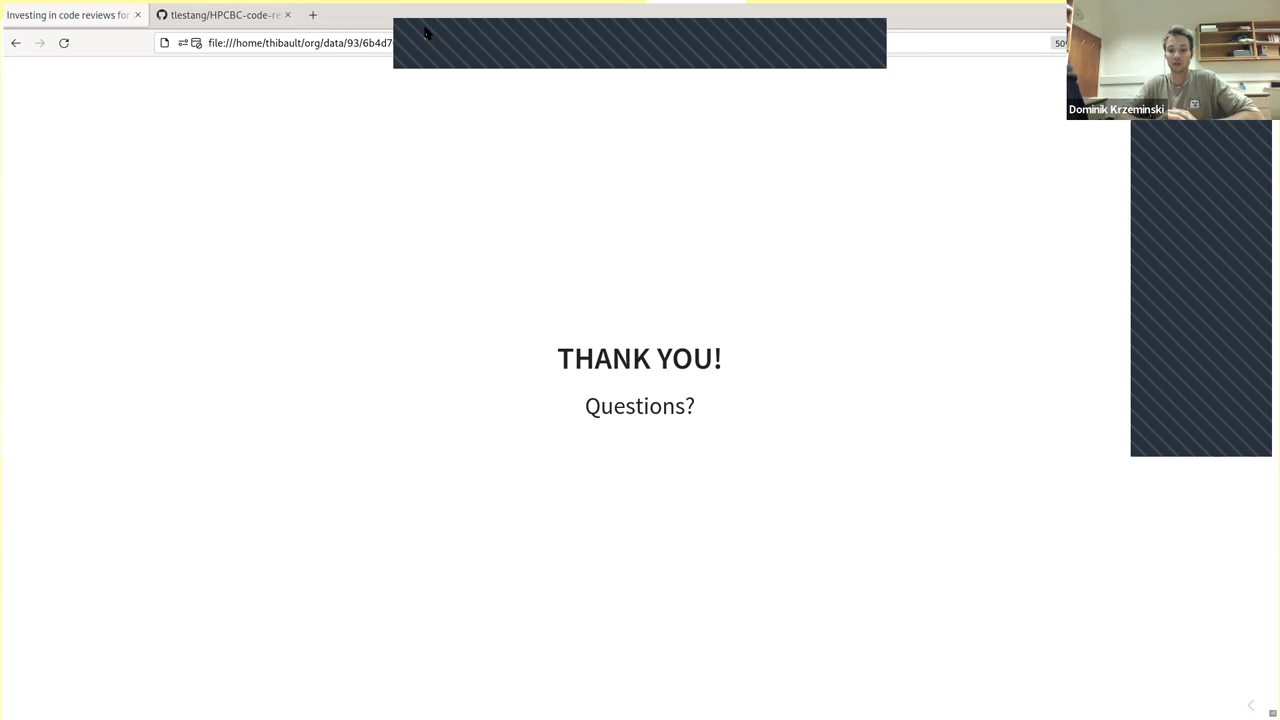 Investing in code reviews for
tlestang/HPCBC-code-re
file:///home/thibault/org/data/93/6b4d7
50
Dominik Krzeminski
THANK YOU!
Questions?